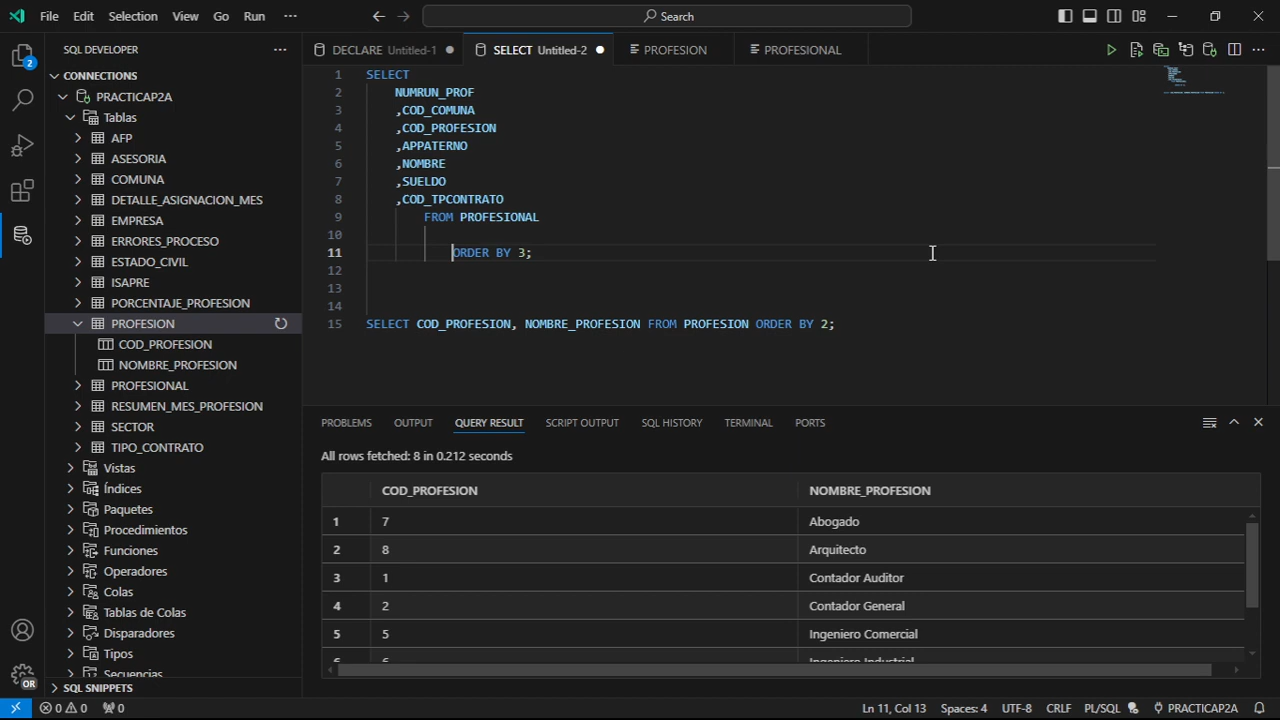 File Edit Selection View Go Run ··· Search
SQL DEVELOPER ···
DECLARE Untitled-1
SELECT Untitled-2
PROFESION
PROFESIONAL
CONNECTIONS
PRACTICAP2A
Tablas
AFP
ASESORIA
COMUNA
DETALLE_ASIGNACION_MES
EMPRESA
ERRORES_PROCESO
ESTADO_CIVIL
ISAPRE
PORCENTAJE_PROFESION
PROFESION
COD_PROFESION
NOMBRE_PROFESION
PROFESIONAL
RESUMEN_MES_PROFESION
SECTOR
TIPO_CONTRATO
Vistas
Índices
Paquetes
Procedimientos
Funciones
Operadores
Colas
Tablas de Colas
Disparadores
Tipos
Secuencias
SQL SNIPPETS
2
OR
1 SELECT
2 NUMRUN_PROF
3 ,COD_COMUNA
4 ,COD_PROFESION
5 ,APPATERNO
6 ,NOMBRE
7 ,SUELDO
8 ,COD_TPCONTRATO
9 FROM PROFESIONAL
10
11 ORDER BY 3;
12
13
14
15 SELECT COD_PROFESION, NOMBRE_PROFESION FROM PROFESION ORDER BY 2;
PROBLEMS OUTPUT QUERY RESULT SCRIPT OUTPUT SQL HISTORY TERMINAL PORTS
All rows fetched: 8 in 0.212 seconds
COD_PROFESION NOMBRE_PROFESION
1 7 Abogado
2 8 Arquitecto
3 1 Contador Auditor
4 2 Contador General
5 5 Ingeniero Comercial
6 6 Ingeniero Industrial
0 0 0 Ln 11, Col 13 Spaces: 4 UTF-8 CRLF PL/SQL PRACTICAP2A